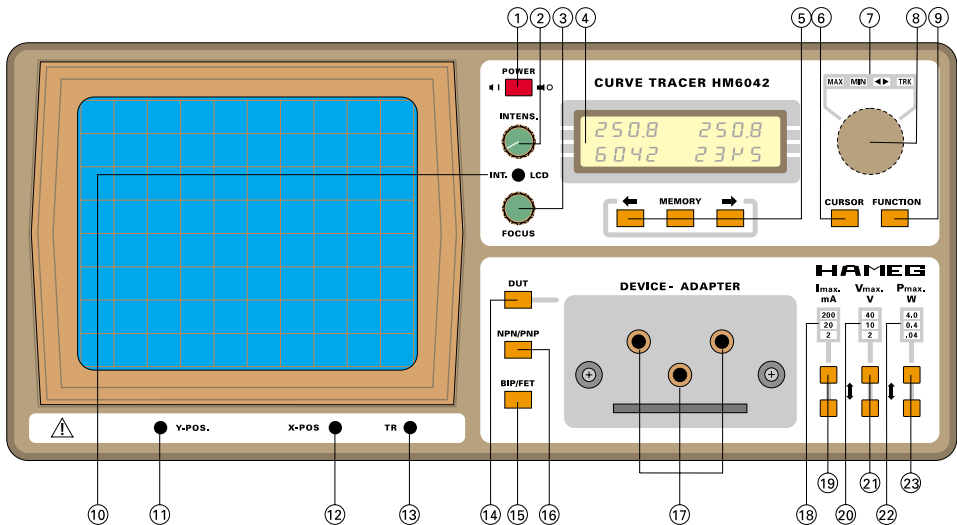 1 2 3 4 5 6 7 8 9
POWER
I O
CURVE TRACER HM6042
MAX MIN ◄► TRK
INTENS.
250.8 250.8
6042
INT. LCD
FOCUS
← MEMORY →
CURSOR FUNCTION
HAMEG
DUT
DEVICE- ADAPTER
Imax. Vmax. Pmax.
mA V W
200 40 4.0
20 10 0.4
2 2 .04
NPN/PNP
BIP/FET
Y-POS. X-POS TR
10 11 12 13 14 15 16 17 18 19 20 21 22 23